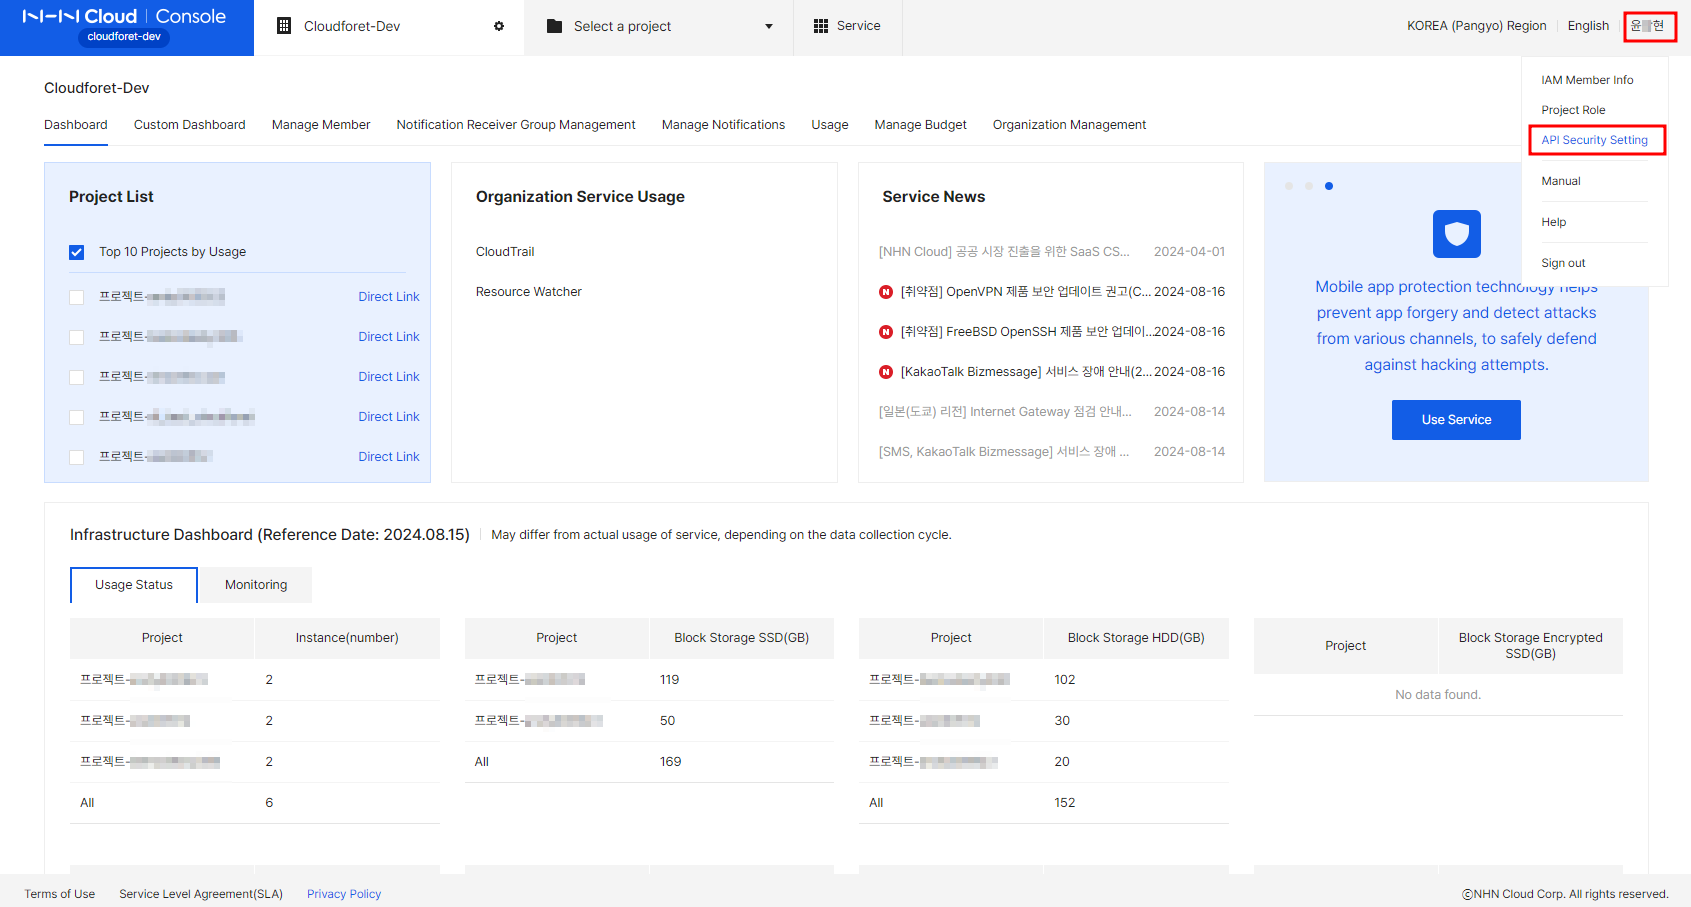 NHN Cloud | Console
cloudforet-dev
Cloudforet-Dev
Select a project
Service
KOREA (Pangyo) Region
English
윤 현
IAM Member Info
Project Role
API Security Setting
Manual
Help
Sign out
Cloudforet-Dev
Dashboard
Custom Dashboard
Manage Member
Notification Receiver Group Management
Manage Notifications
Usage
Manage Budget
Organization Management
Project List
Top 10 Projects by Usage
프로젝트- Direct Link
프로젝트- Direct Link
프로젝트- Direct Link
프로젝트- Direct Link
프로젝트- Direct Link
Organization Service Usage
CloudTrail
Resource Watcher
Service News
[NHN Cloud] 공공 시장 진출을 위한 SaaS CS... 2024-04-01
N [취약점] OpenVPN 제품 보안 업데이트 권고(C... 2024-08-16
N [취약점] FreeBSD OpenSSH 제품 보안 업데이... 2024-08-16
N [KakaoTalk Bizmessage] 서비스 장애 안내(2... 2024-08-16
[일본(도쿄) 리전] Internet Gateway 점검 안내... 2024-08-14
[SMS, KakaoTalk Bizmessage] 서비스 장애 ... 2024-08-14
Mobile app protection technology helps
prevent app forgery and detect attacks
from various channels, to safely defend
against hacking attempts.
Use Service
Infrastructure Dashboard (Reference Date: 2024.08.15)
May differ from actual usage of service, depending on the data collection cycle.
Usage Status
Monitoring
Project Instance(number)
프로젝트- 2
프로젝트- 2
프로젝트- 2
All 6
Project Block Storage SSD(GB)
프로젝트- 119
프로젝트- 50
All 169
Project Block Storage HDD(GB)
프로젝트- 102
프로젝트- 30
프로젝트- 20
All 152
Project Block Storage Encrypted
SSD(GB)
No data found.
Terms of Use
Service Level Agreement(SLA)
Privacy Policy
ⓒNHN Cloud Corp. All rights reserved.